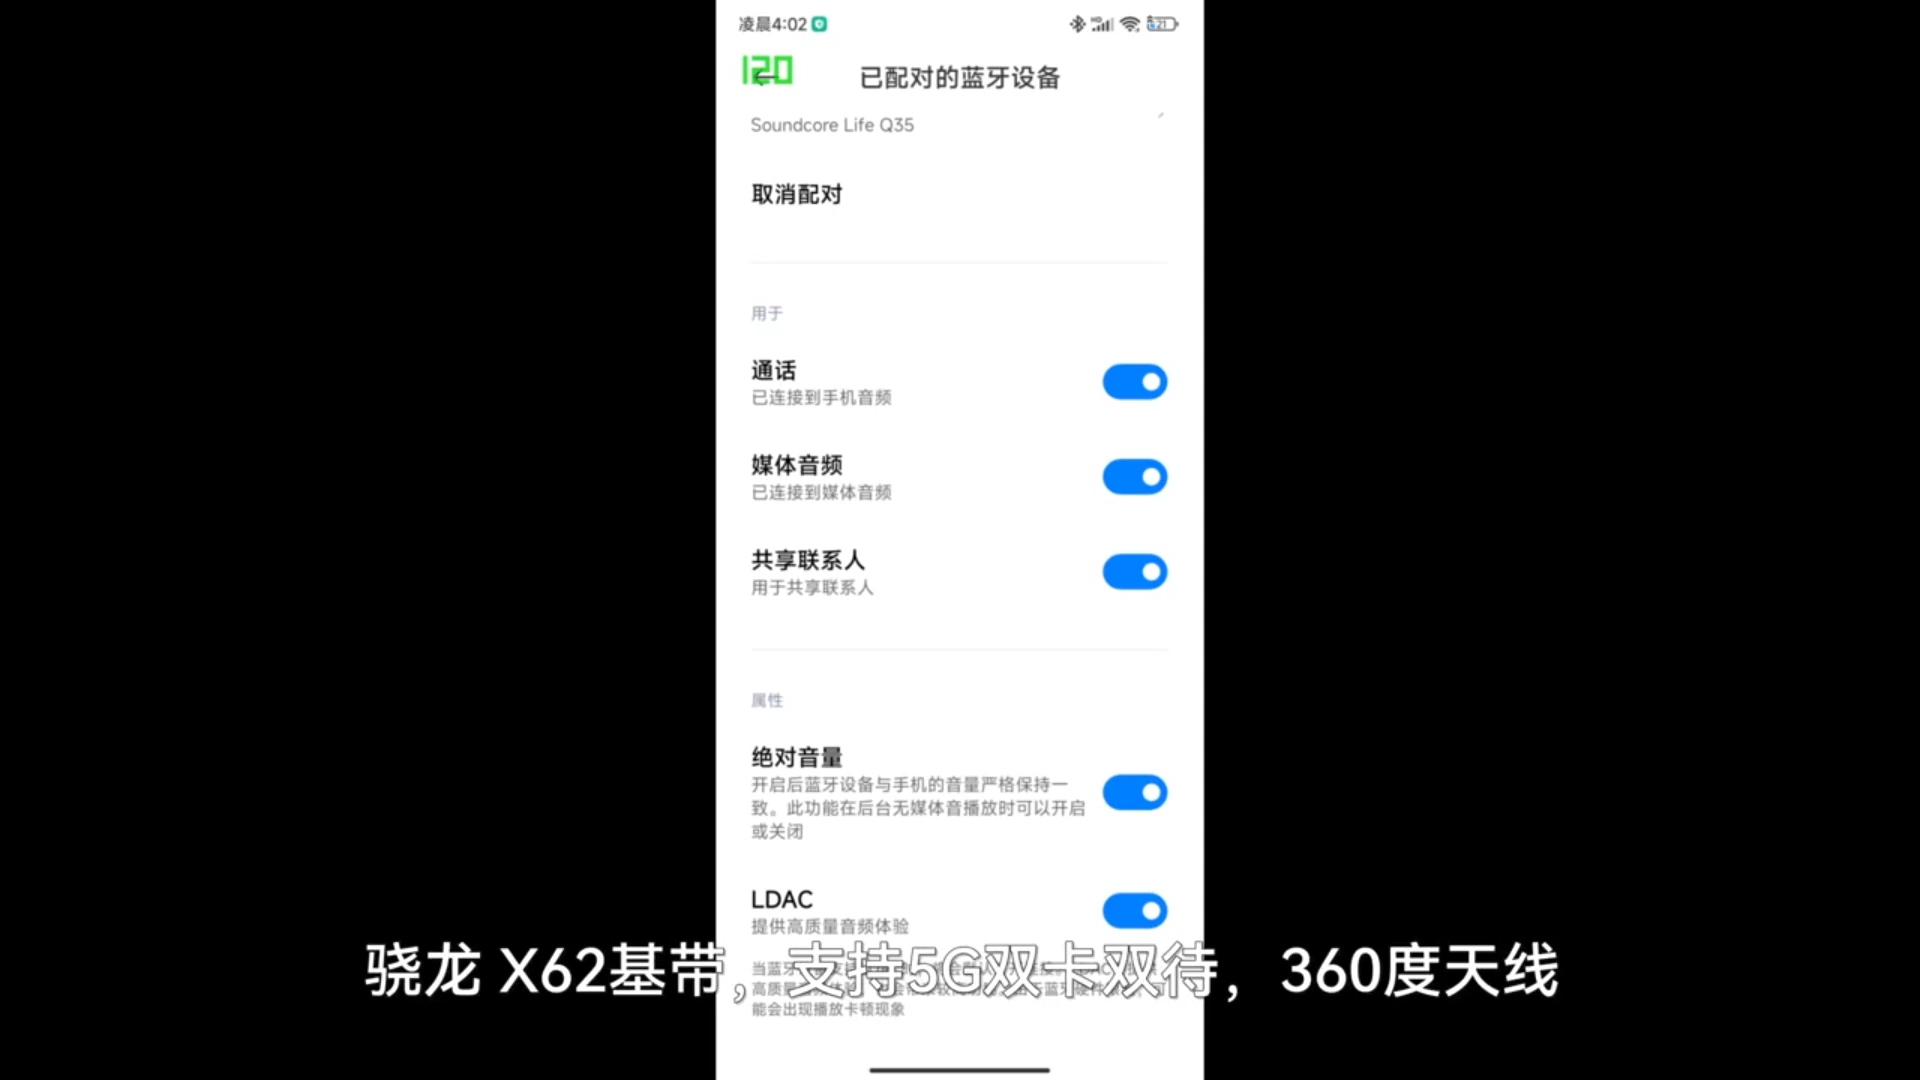 凌晨4:02
21
120
已配对的蓝牙设备
Soundcore Life Q35
取消配对
用于
通话
已连接到手机音频
媒体音频
已连接到媒体音频
共享联系人
用于共享联系人
属性
绝对音量
开启后蓝牙设备与手机的音量严格保持一
致。此功能在后台无媒体音播放时可以开启
或关闭
LDAC
提供高质量音频体验
当蓝牙
高质量
能会出现播放卡顿现象
骁龙 X62基带，支持5G双卡双待，360度天线